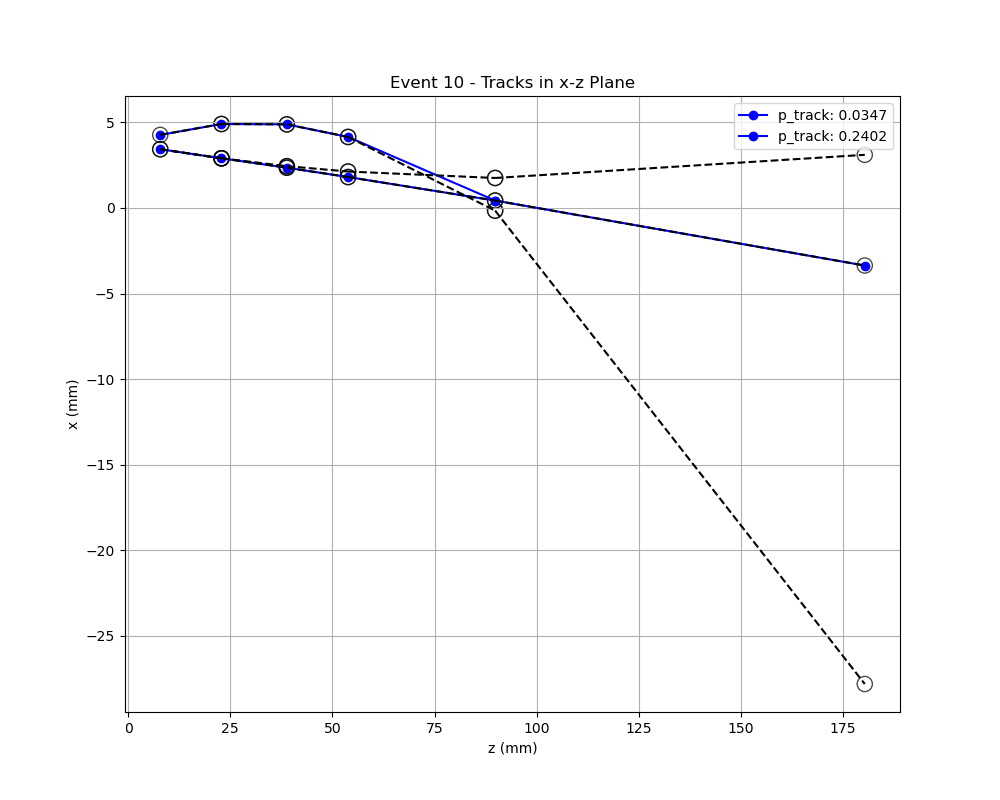 Event 10 - Tracks in x-z Plane
p_track: 0.0347
p_track: 0.2402
5
0
−5
−10
−15
−20
−25
x (mm)
0 25 50 75 100 125 150 175
z (mm)